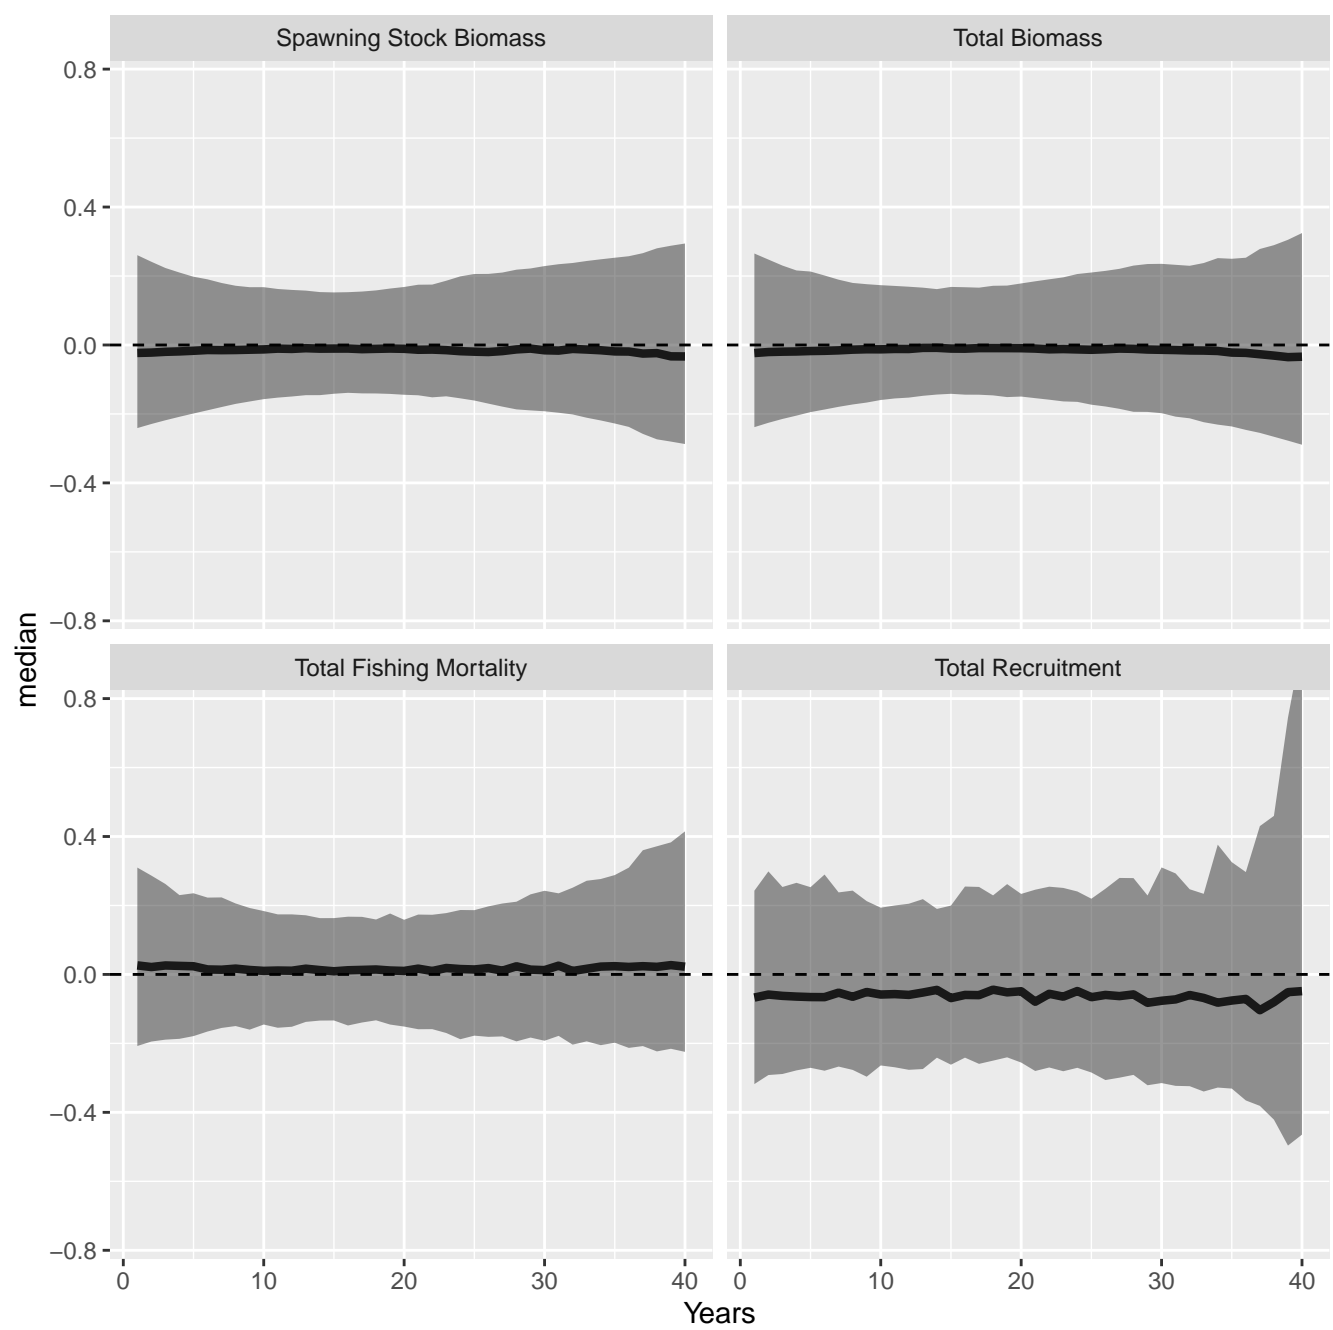 Spawning Stock Biomass
Total Biomass
0.8
0.4
0.0
−0.4
−0.8
median
Total Fishing Mortality
Total Recruitment
0.8
0.4
0.0
−0.4
−0.8
0 10 20 30 40
0 10 20 30 40
Years